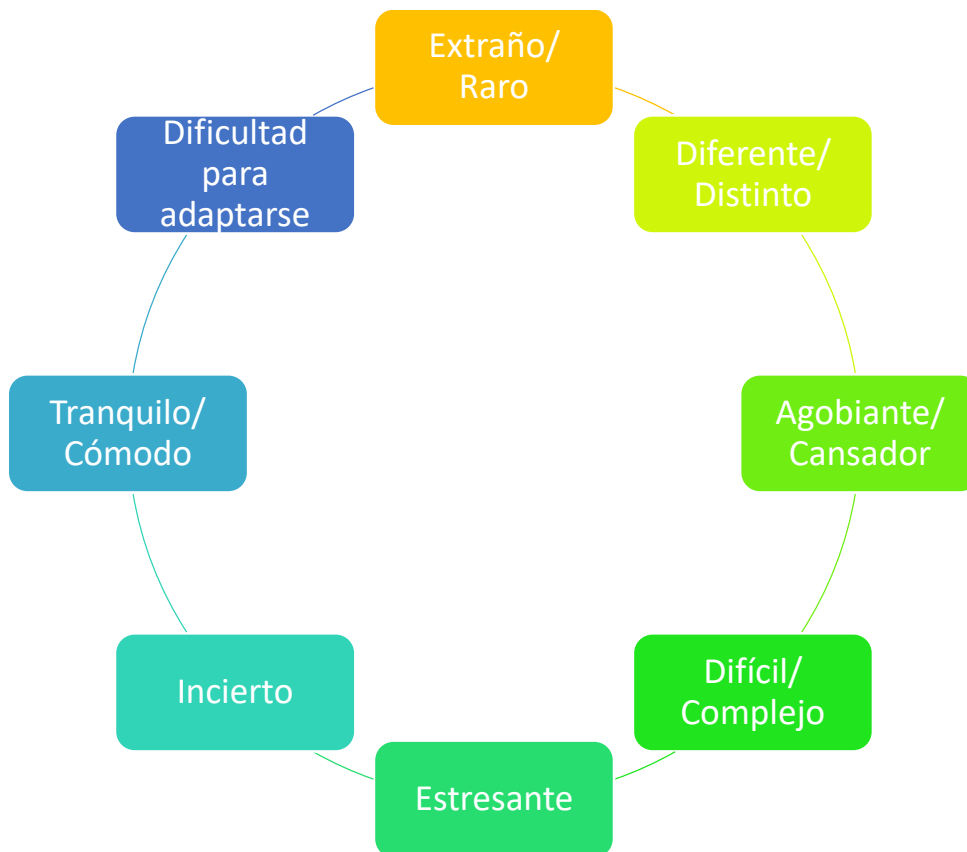 Extraño/
Raro
Diferente/
Distinto
Agobiante/
Cansador
Difícil/
Complejo
Estresante
Incierto
Tranquilo/
Cómodo
Dificultad
para
adaptarse